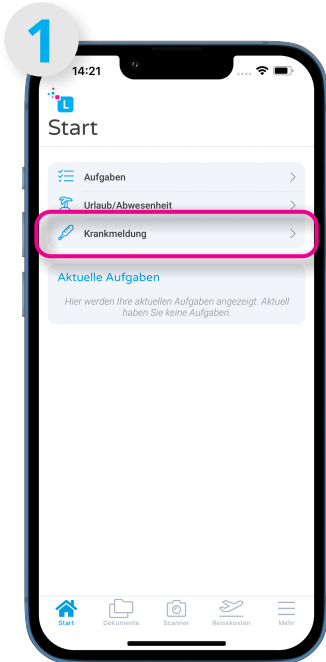 1
14:21
L
Start
Aufgaben
Urlaub/Abwesenheit
Krankmeldung
Aktuelle Aufgaben
Hier werden Ihre aktuellen Aufgaben angezeigt. Aktuell
haben Sie keine Aufgaben.
Start Dokumente Scanner Reisekosten Mehr